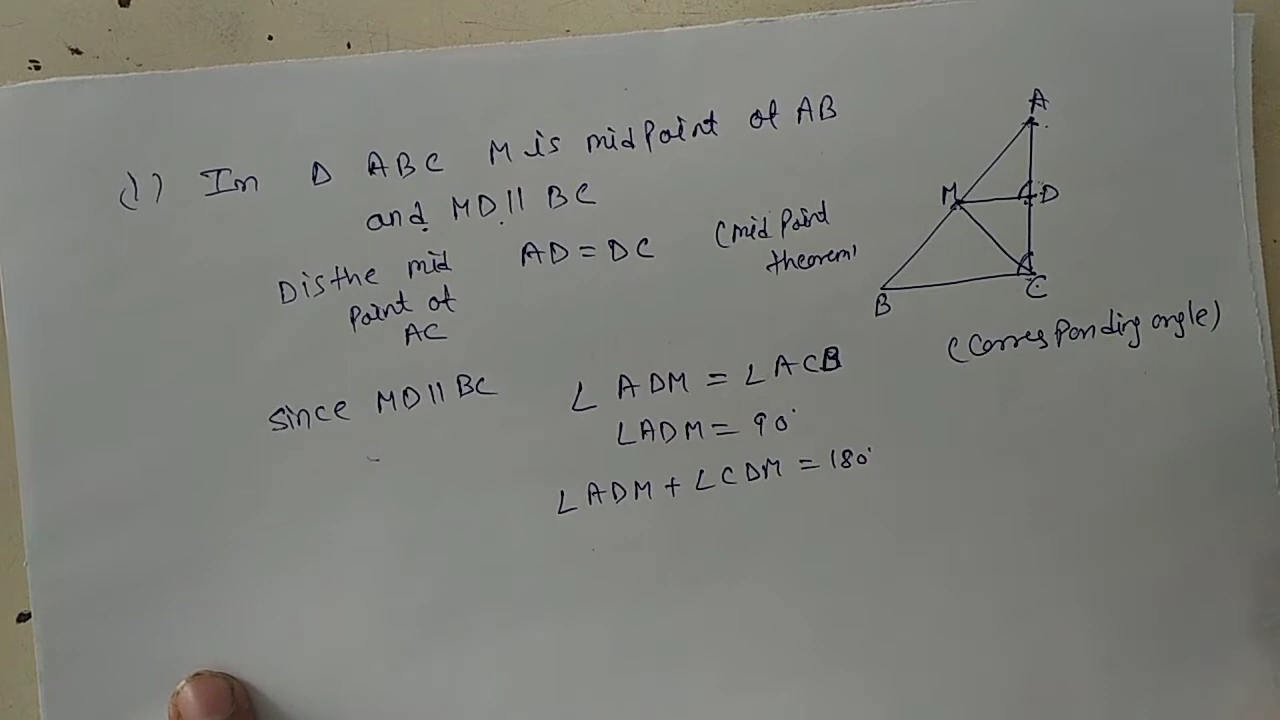 (1) In Δ ABC M is midpoint of AB
and MD || BC
D is the mid point of AC AD = DC (mid point theorem)
since MD || BC ∠ADM = ∠ACB (corresponding angle)
∠ADM = 90°
∠ADM + ∠CDM = 180°
A
M D
B C